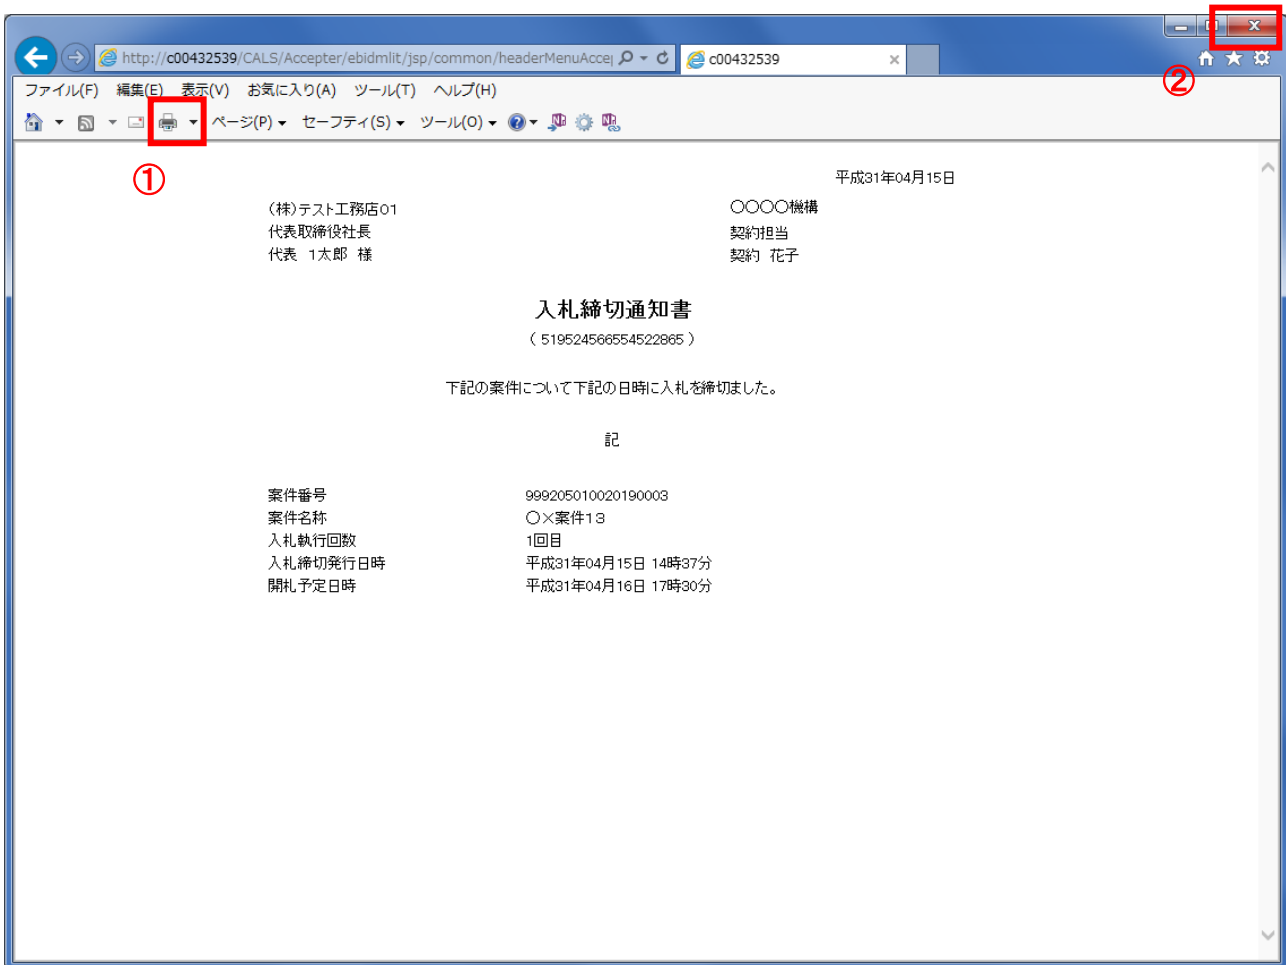 http://c00432539/CALS/Accepter/ebidmlit/jsp/common/headerMenuAccep
c00432539
②
ファイル(F) 編集(E) 表示(V) お気に入り(A) ツール(T) ヘルプ(H)
ページ(P) セーフティ(S) ツール(O)
①
平成31年04月15日
(株)テスト工務店01
代表取締役社長
代表 1太郎 様
〇〇〇〇機構
契約担当
契約 花子
入札締切通知書
( 519524566554522865 )
下記の案件について下記の日時に入札を締切ました。
記
案件番号 999205010020190003
案件名称 〇×案件13
入札執行回数 1回目
入札締切発行日時 平成31年04月15日 14時37分
開札予定日時 平成31年04月16日 17時30分